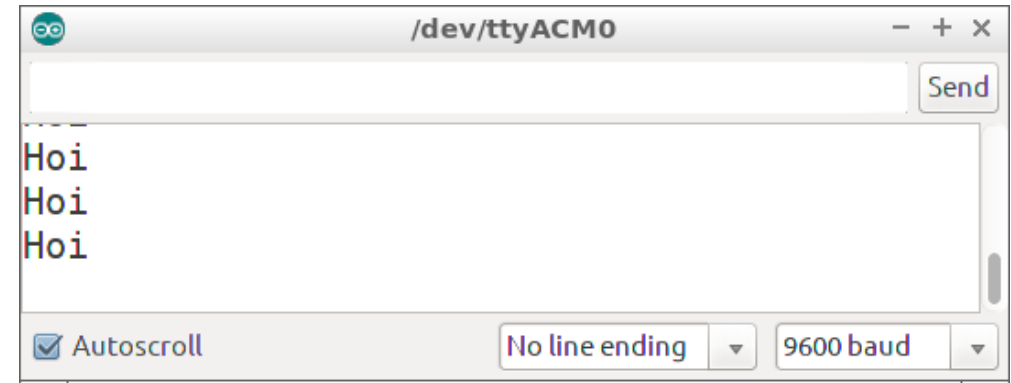 /dev/ttyACM0
Send
Hoi
Hoi
Hoi
Autoscroll
No line ending
9600 baud